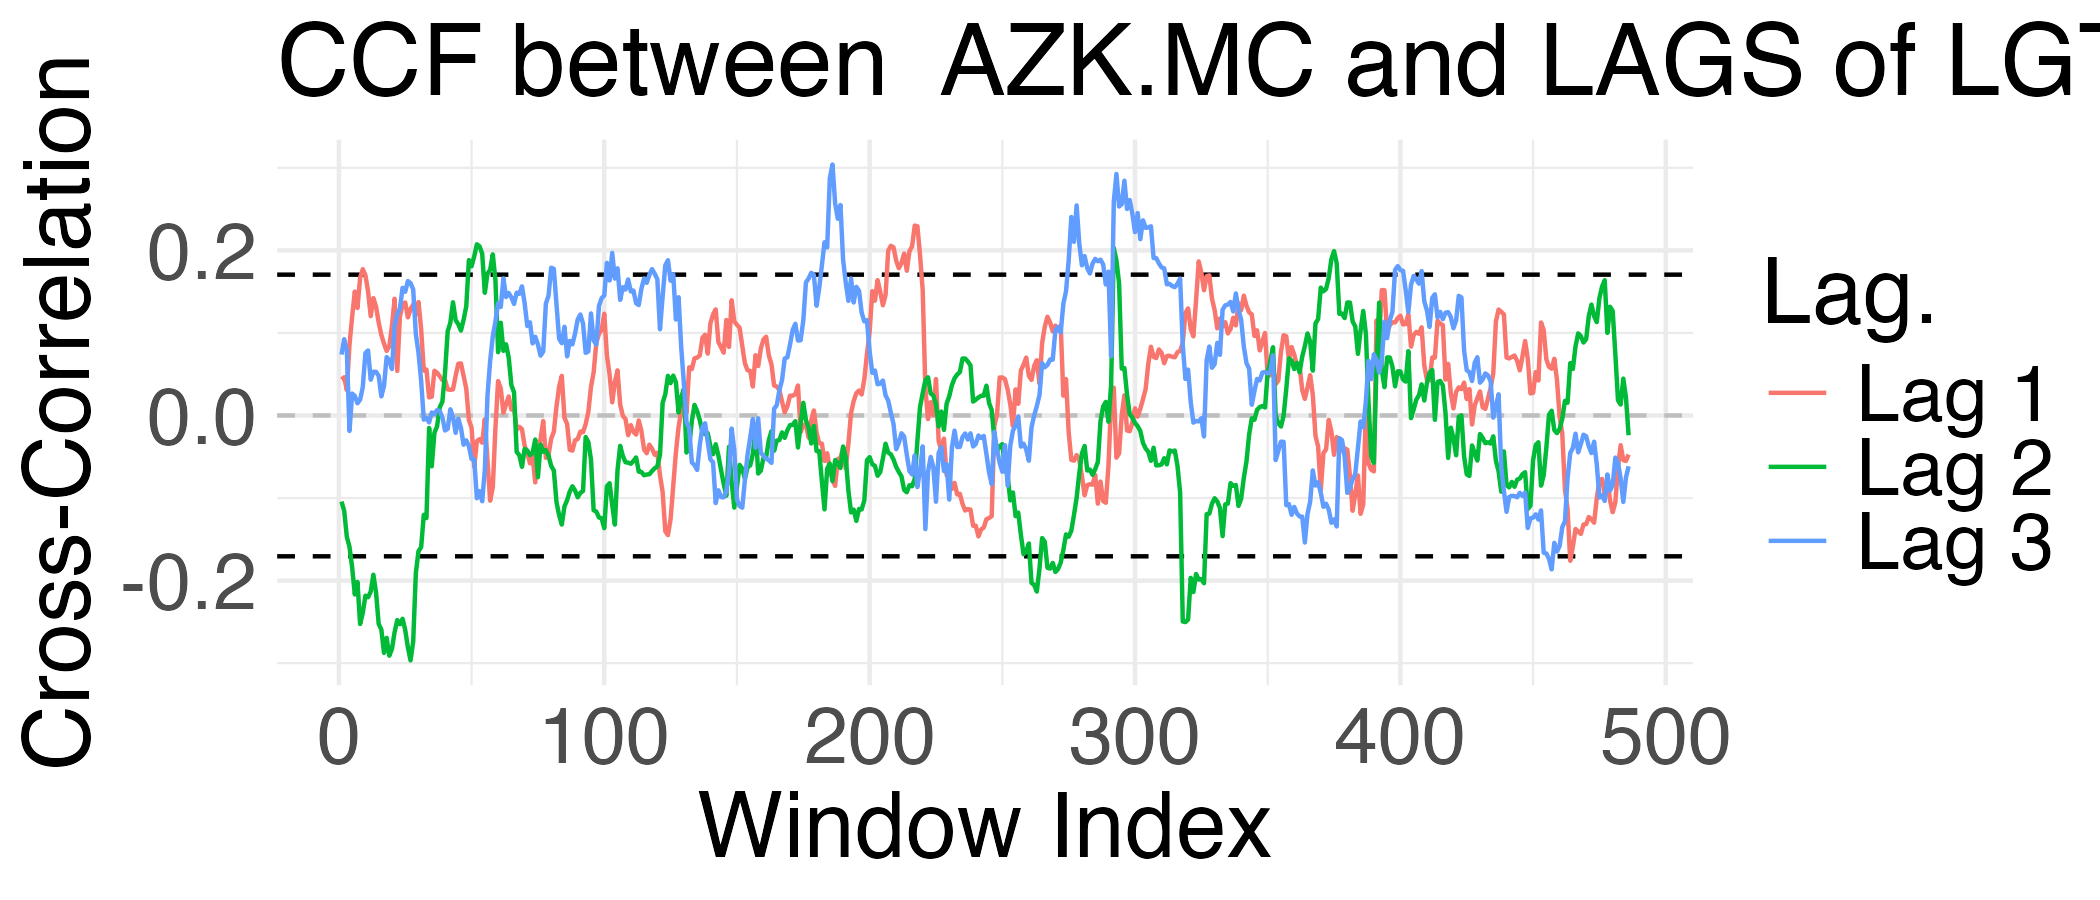 CCF between AZK.MC and LAGS of LGT
Cross-Correlation
0.2
0.0
-0.2
0
100
200
300
400
500
Window Index
Lag.
Lag 1
Lag 2
Lag 3